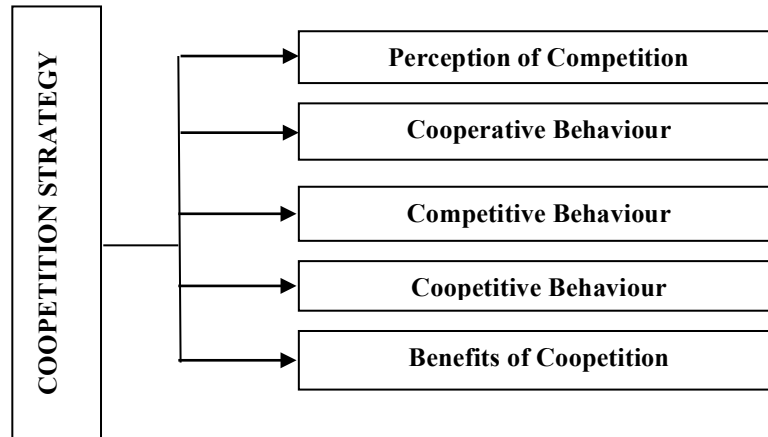 COOPETITION STRATEGY
Perception of Competition
Cooperative Behaviour
Competitive Behaviour
Coopetitive Behaviour
Benefits of Coopetition